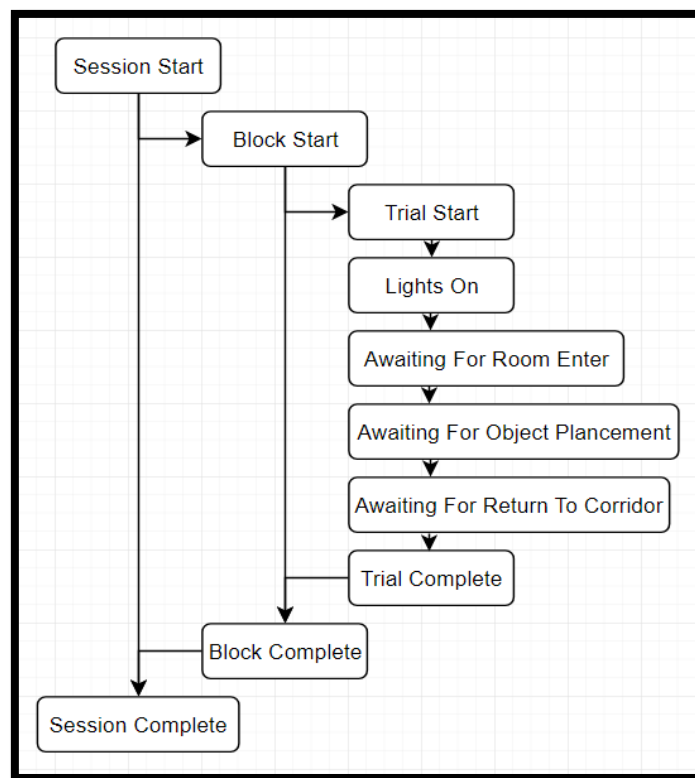 Session Start
Block Start
Trial Start
Lights On
Awaiting For Room Enter
Awaiting For Object Plancement
Awaiting For Return To Corridor
Trial Complete
Block Complete
Session Complete